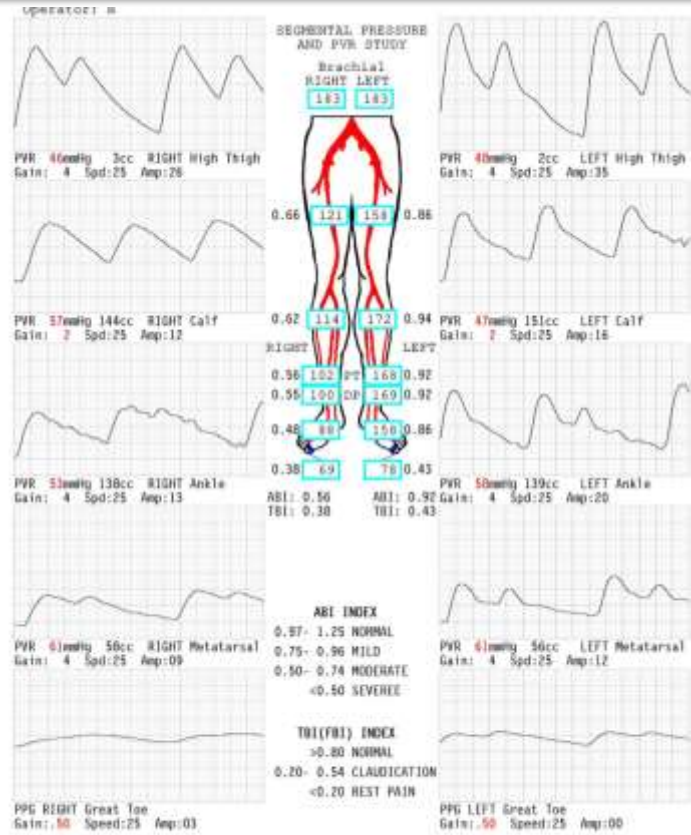 Operator: m
SEGMENTAL PRESSURE
AND PVR STUDY
Brachial
RIGHT LEFT
183 183
PVR 46mmHg 3cc RIGHT High Thigh
Gain: 4 Spd:25 Amp:26
PVR 48mmHg 2cc LEFT High Thigh
Gain: 4 Spd:25 Amp:35
0.66 121 158 0.86
PVR 57mmHg 144cc RIGHT Calf
Gain: 2 Spd:25 Amp:12
0.62 114 172 0.94
PVR 47mmHg 151cc LEFT Calf
Gain: 2 Spd:25 Amp:16
RIGHT LEFT
0.56 102 PT 168 0.92
0.55 100 DP 169 0.92
0.48 88 158 0.86
0.38 69 78 0.43
PVR 53mmHg 138cc RIGHT Ankle
Gain: 4 Spd:25 Amp:13
ABI: 0.56 ABI: 0.92
TBI: 0.38 TBI: 0.43
PVR 58mmHg 139cc LEFT Ankle
Gain: 4 Spd:25 Amp:20
ABI INDEX
0.97- 1.25 NORMAL
0.75- 0.96 MILD
0.50- 0.74 MODERATE
<0.50 SEVEREE
PVR 61mmHg 58cc RIGHT Metatarsal
Gain: 4 Spd:25 Amp:09
PVR 61mmHg 56cc LEFT Metatarsal
Gain: 4 Spd:25 Amp:12
TBI(FBI) INDEX
>0.80 NORMAL
0.20- 0.54 CLAUDICATION
<0.20 REST PAIN
PPG RIGHT Great Toe
Gain:.50 Speed:25 Amp:03
PPG LEFT Great Toe
Gain:.50 Speed:25 Amp:00